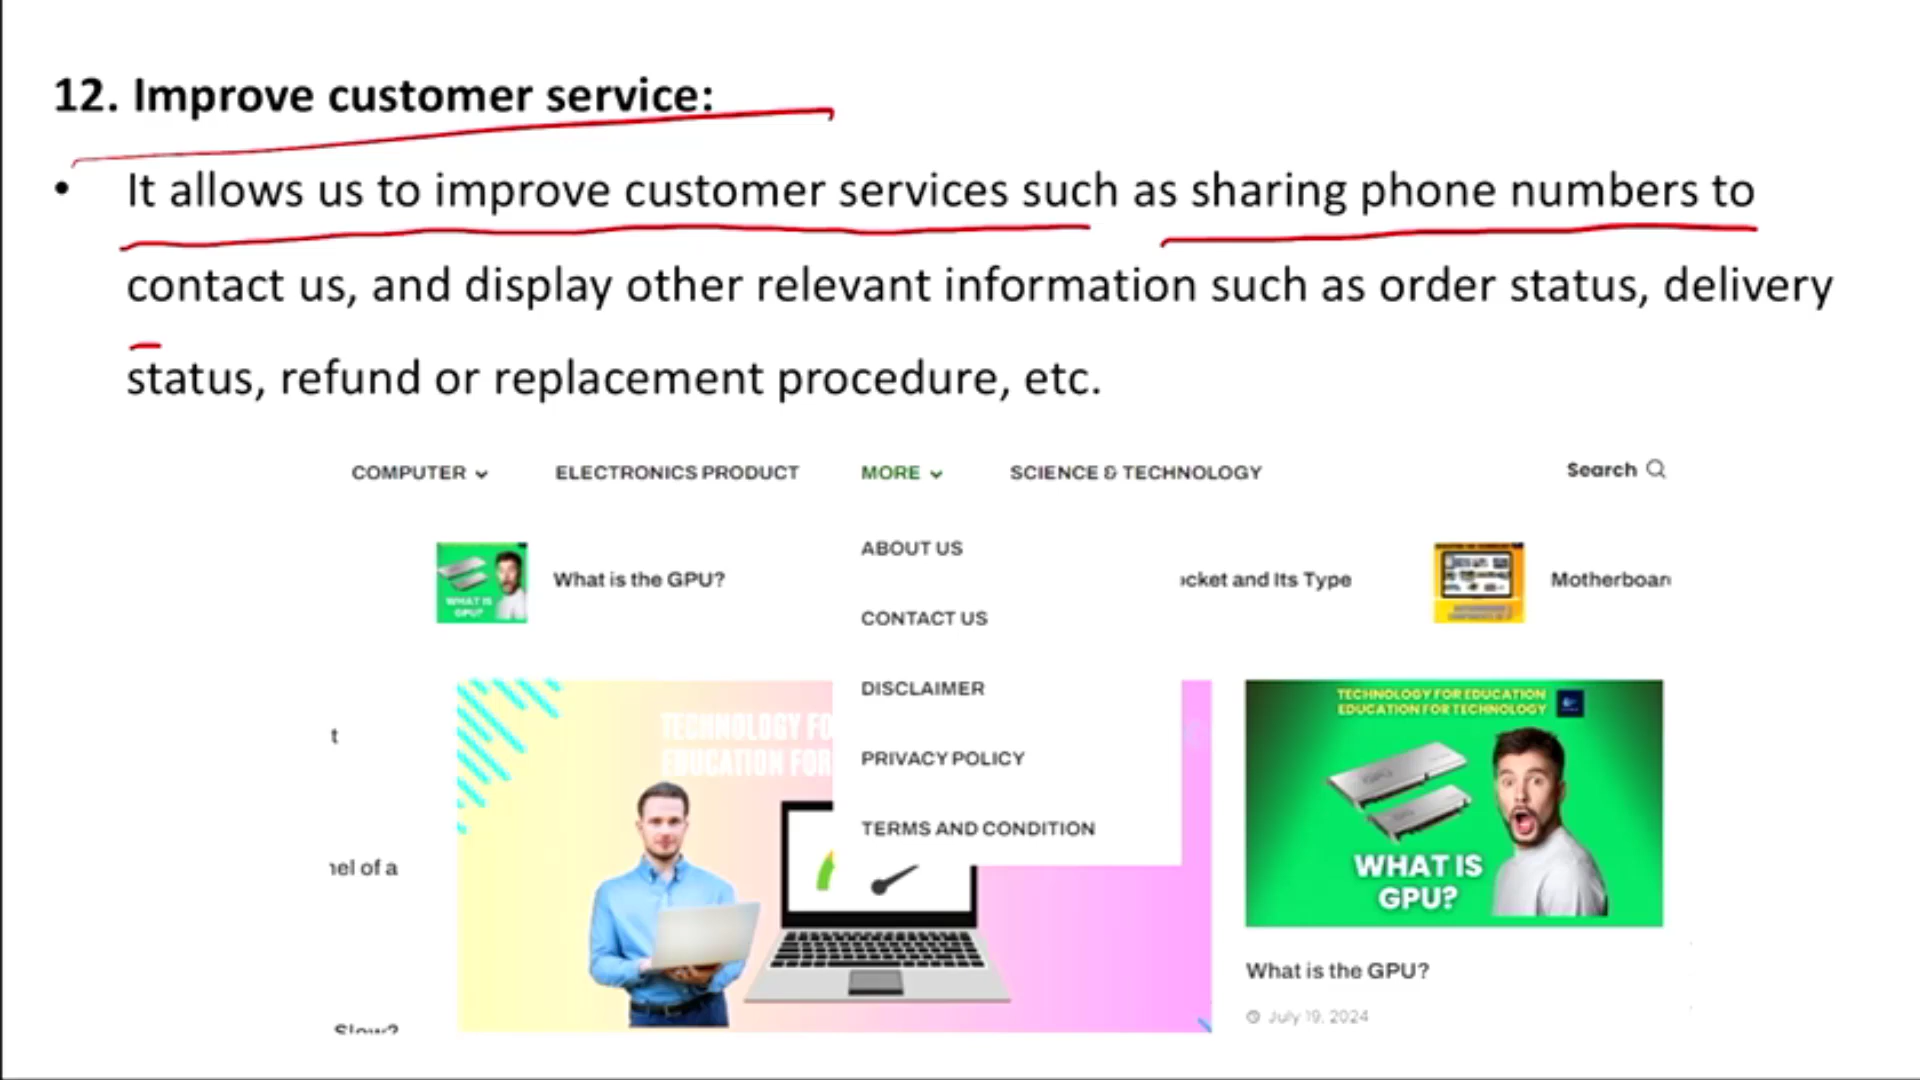 12. Improve customer service:
• It allows us to improve customer services such as sharing phone numbers to
contact us, and display other relevant information such as order status, delivery
status, refund or replacement procedure, etc.
COMPUTER ELECTRONICS PRODUCT MORE SCIENCE & TECHNOLOGY Search
ABOUT US
WHAT IS
GPU?
What is the GPU?
ocket and Its Type
Motherboar
CONTACT US
DISCLAIMER
PRIVACY POLICY
TERMS AND CONDITION
t
nel of a
Slow?
TECHNOLOGY FO
EDUCATION FOR
TECHNOLOGY FOR EDUCATION
EDUCATION FOR TECHNOLOGY
WHAT IS
GPU?
What is the GPU?
July 19, 2024